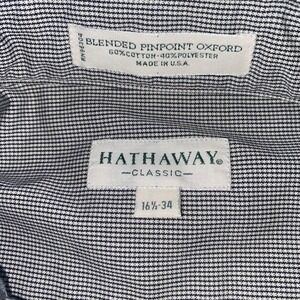 BLENDED PINPOINT OXFORD
60% COTTON · 40% POLYESTER
MADE IN U.S.A.
HATHAWAY®
—CLASSIC—
16½-34